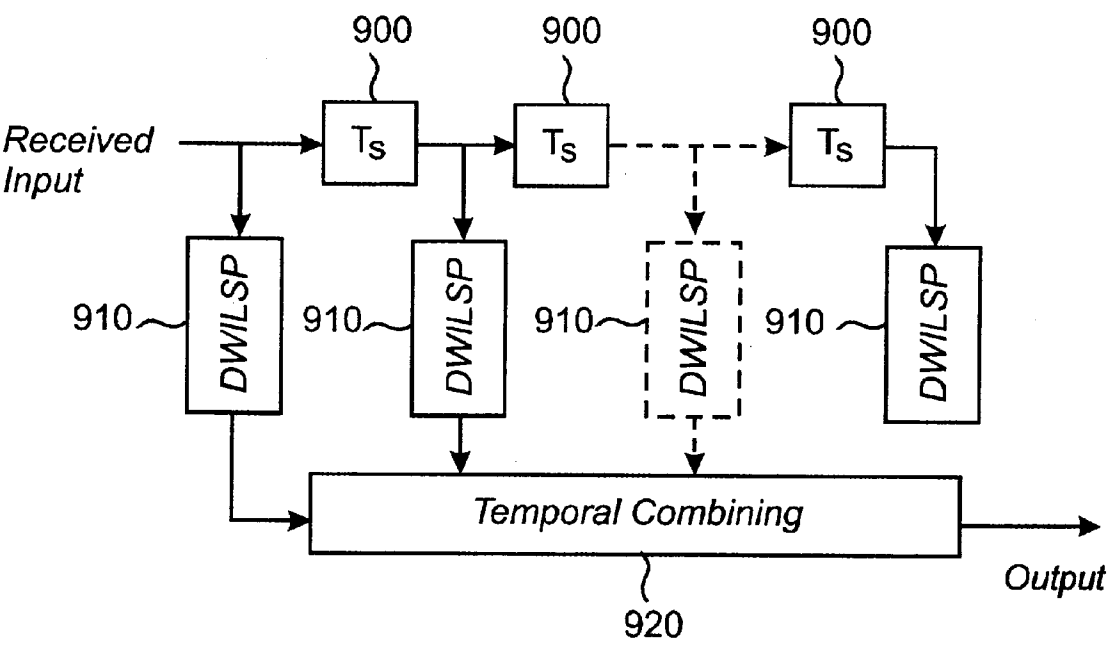 900 900 900
Received
Input
Ts Ts Ts
910 DWILSP 910 DWILSP 910 DWILSP 910 DWILSP
Temporal Combining
Output
920